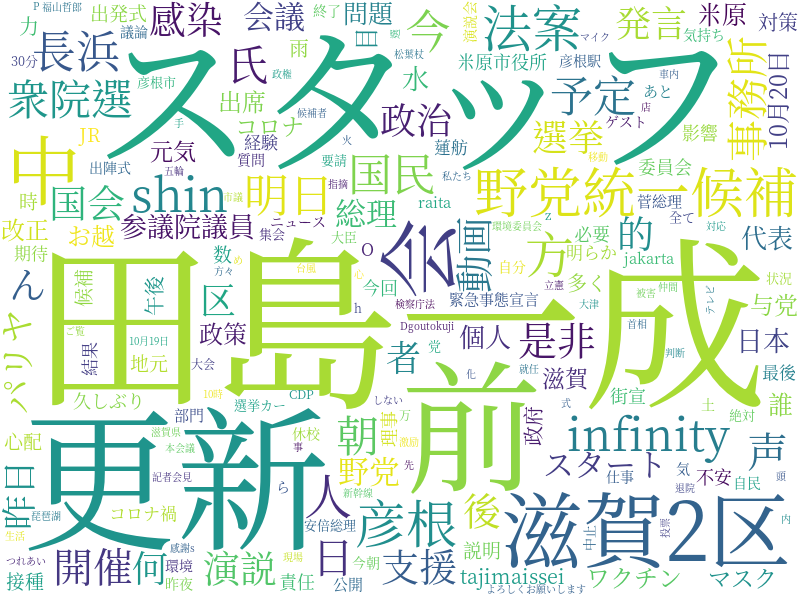 P 福山哲郎
出発式
力
議論
感染
終了
会議
問題
演説会
今
法案
発言
米原
気持ち
対策
30分
長浜
雨
目
松葉杖
マイク
彦根駅
米原市役所
衆院選
彦根市
氏
政権
スタッフ
車内
あと
店
予定
事務所
10月20日
出席
コロナ
候補者
水
政治
蓮舫
ゲスト
影響
JR
元気
経験
手
火
中
出陣式
質問
要請
国民
選挙
移動
委員会
五輪
指摘
私たち
時
国会
shin
明日
市議
総理
raita
野党統一候補
菅総理
改正
お越
参議院議員
ニュース
集会
大臣
環境委員会
z
必要
全て
対応
代表
期待
数
方々
め
台風
O
会
動画
方
自分
明らか
的
jakarta
状況
ん
候補
午後
区
今回
心
検察庁法
緊急事態宣言
立憲
多く
大津
被害
仲間
テレビ
与党
田島一成
ご覧
10月19日
政策
h
Dgoutokuji
個人
是非
首相
日本
パリヤ
結果
地元
大会
者
党
化
就任
滋賀
判断
最後
久しぶり
部門
選挙カー
CDP
しない
万
式
街宣
土
絶対
誰
更新
前
心配
滋賀県
本会議
休校
事
理事
激励
朝
政府
infinity
声
昨日
記者会見
人
野党
先
スタート
気
不安
自民
頭
琵琶湖
コロナ禍
ら
新幹線
後
仕事
退院
生活
安倍総理
彦根
説明
中止
投票
内
滋賀2区
つれあい
感謝s
現場
開催
何
環境
演説
日
今朝
支援
tajimaissei
ワクチン
マスク
接種
昨夜
責任
公開
よろしくお願いします